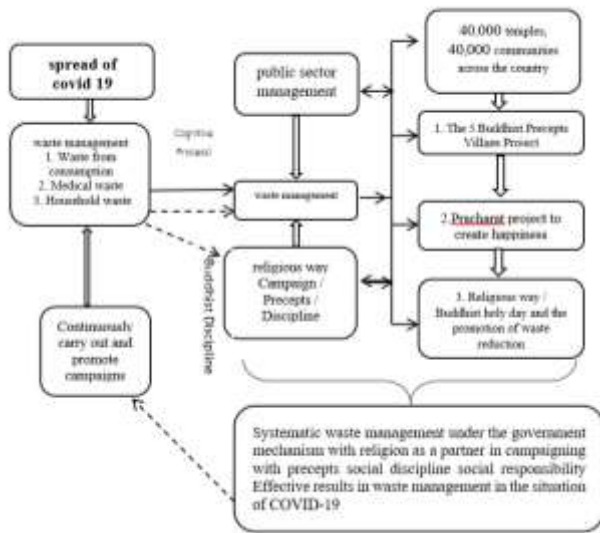 spread of
covid 19
waste management
1. Waste from
consumption
2. Medical waste
3. Household waste
Continuously
carry out and
promote
campaigns
Cognitive
Process
Buddhist Discipline
public sector
management
waste management
religious way
Campaign /
Precepts /
Discipline
40,000 temples,
40,000 communities
across the country
1. The 5 Buddhist Precepts
Villages Project
2. Pracharat project to
create happiness
3. Religious way /
Buddhist holy day and the
promotion of waste
reduction
Systematic waste management under the government
mechanism with religion as a partner in campaigning
with precepts social discipline social responsibility
Effective results in waste management in the situation
of COVID-19